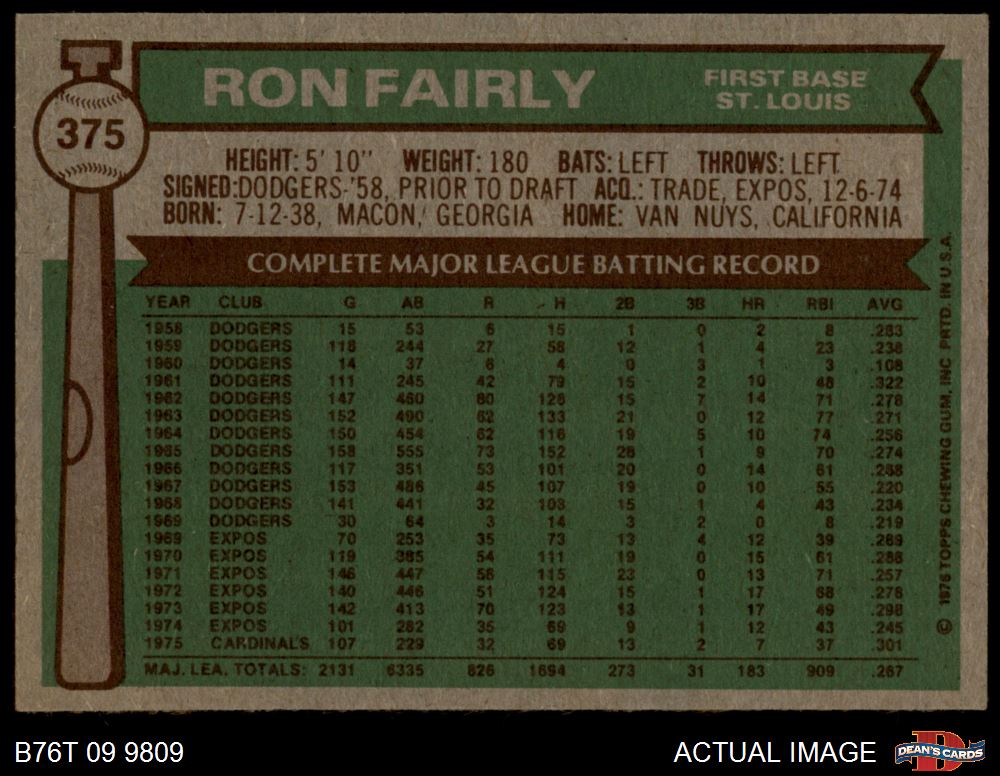 RON FAIRLY
FIRST BASE
ST. LOUIS
375
HEIGHT: 5' 10" WEIGHT: 180 BATS: LEFT THROWS: LEFT
SIGNED: DODGERS-'58, PRIOR TO DRAFT ACQ.: TRADE, EXPOS, 12-6-74
BORN: 7-12-38, MACON, GEORGIA HOME: VAN NUYS, CALIFORNIA
COMPLETE MAJOR LEAGUE BATTING RECORD
YEAR CLUB G AB R H 2B 3B HR RBI AVG
1958 DODGERS 15 53 6 15 1 0 2 8 .283
1959 DODGERS 118 244 27 58 12 1 4 23 .238
1960 DODGERS 14 37 6 4 0 3 1 3 .108
1961 DODGERS 111 245 42 79 15 2 10 48 .322
1962 DODGERS 147 460 80 128 15 7 14 71 .278
1963 DODGERS 152 490 62 133 21 0 12 77 .271
1964 DODGERS 150 454 62 116 19 5 10 74 .256
1965 DODGERS 158 555 73 152 28 1 9 70 .274
1966 DODGERS 117 351 53 101 20 0 14 61 .288
1967 DODGERS 153 486 45 107 19 0 10 55 .220
1968 DODGERS 141 441 32 103 15 1 4 43 .234
1969 DODGERS 30 64 3 14 3 2 0 8 .219
1969 EXPOS 70 253 35 73 13 4 12 39 .289
1970 EXPOS 119 385 54 111 19 0 15 61 .288
1971 EXPOS 146 447 58 115 23 0 13 71 .257
1972 EXPOS 140 446 51 124 15 1 17 68 .278
1973 EXPOS 142 413 70 123 13 1 17 49 .298
1974 EXPOS 101 282 35 69 9 1 12 43 .245
1975 CARDINALS 107 229 32 69 13 2 7 37 .301
MAJ. LEA. TOTALS: 2131 6335 826 1694 273 31 183 909 .267
© 1976 TOPPS CHEWING GUM, INC. PRTD. IN U.S.A.
B76T 09 9809
ACTUAL IMAGE
D
DEAN'S CARDS